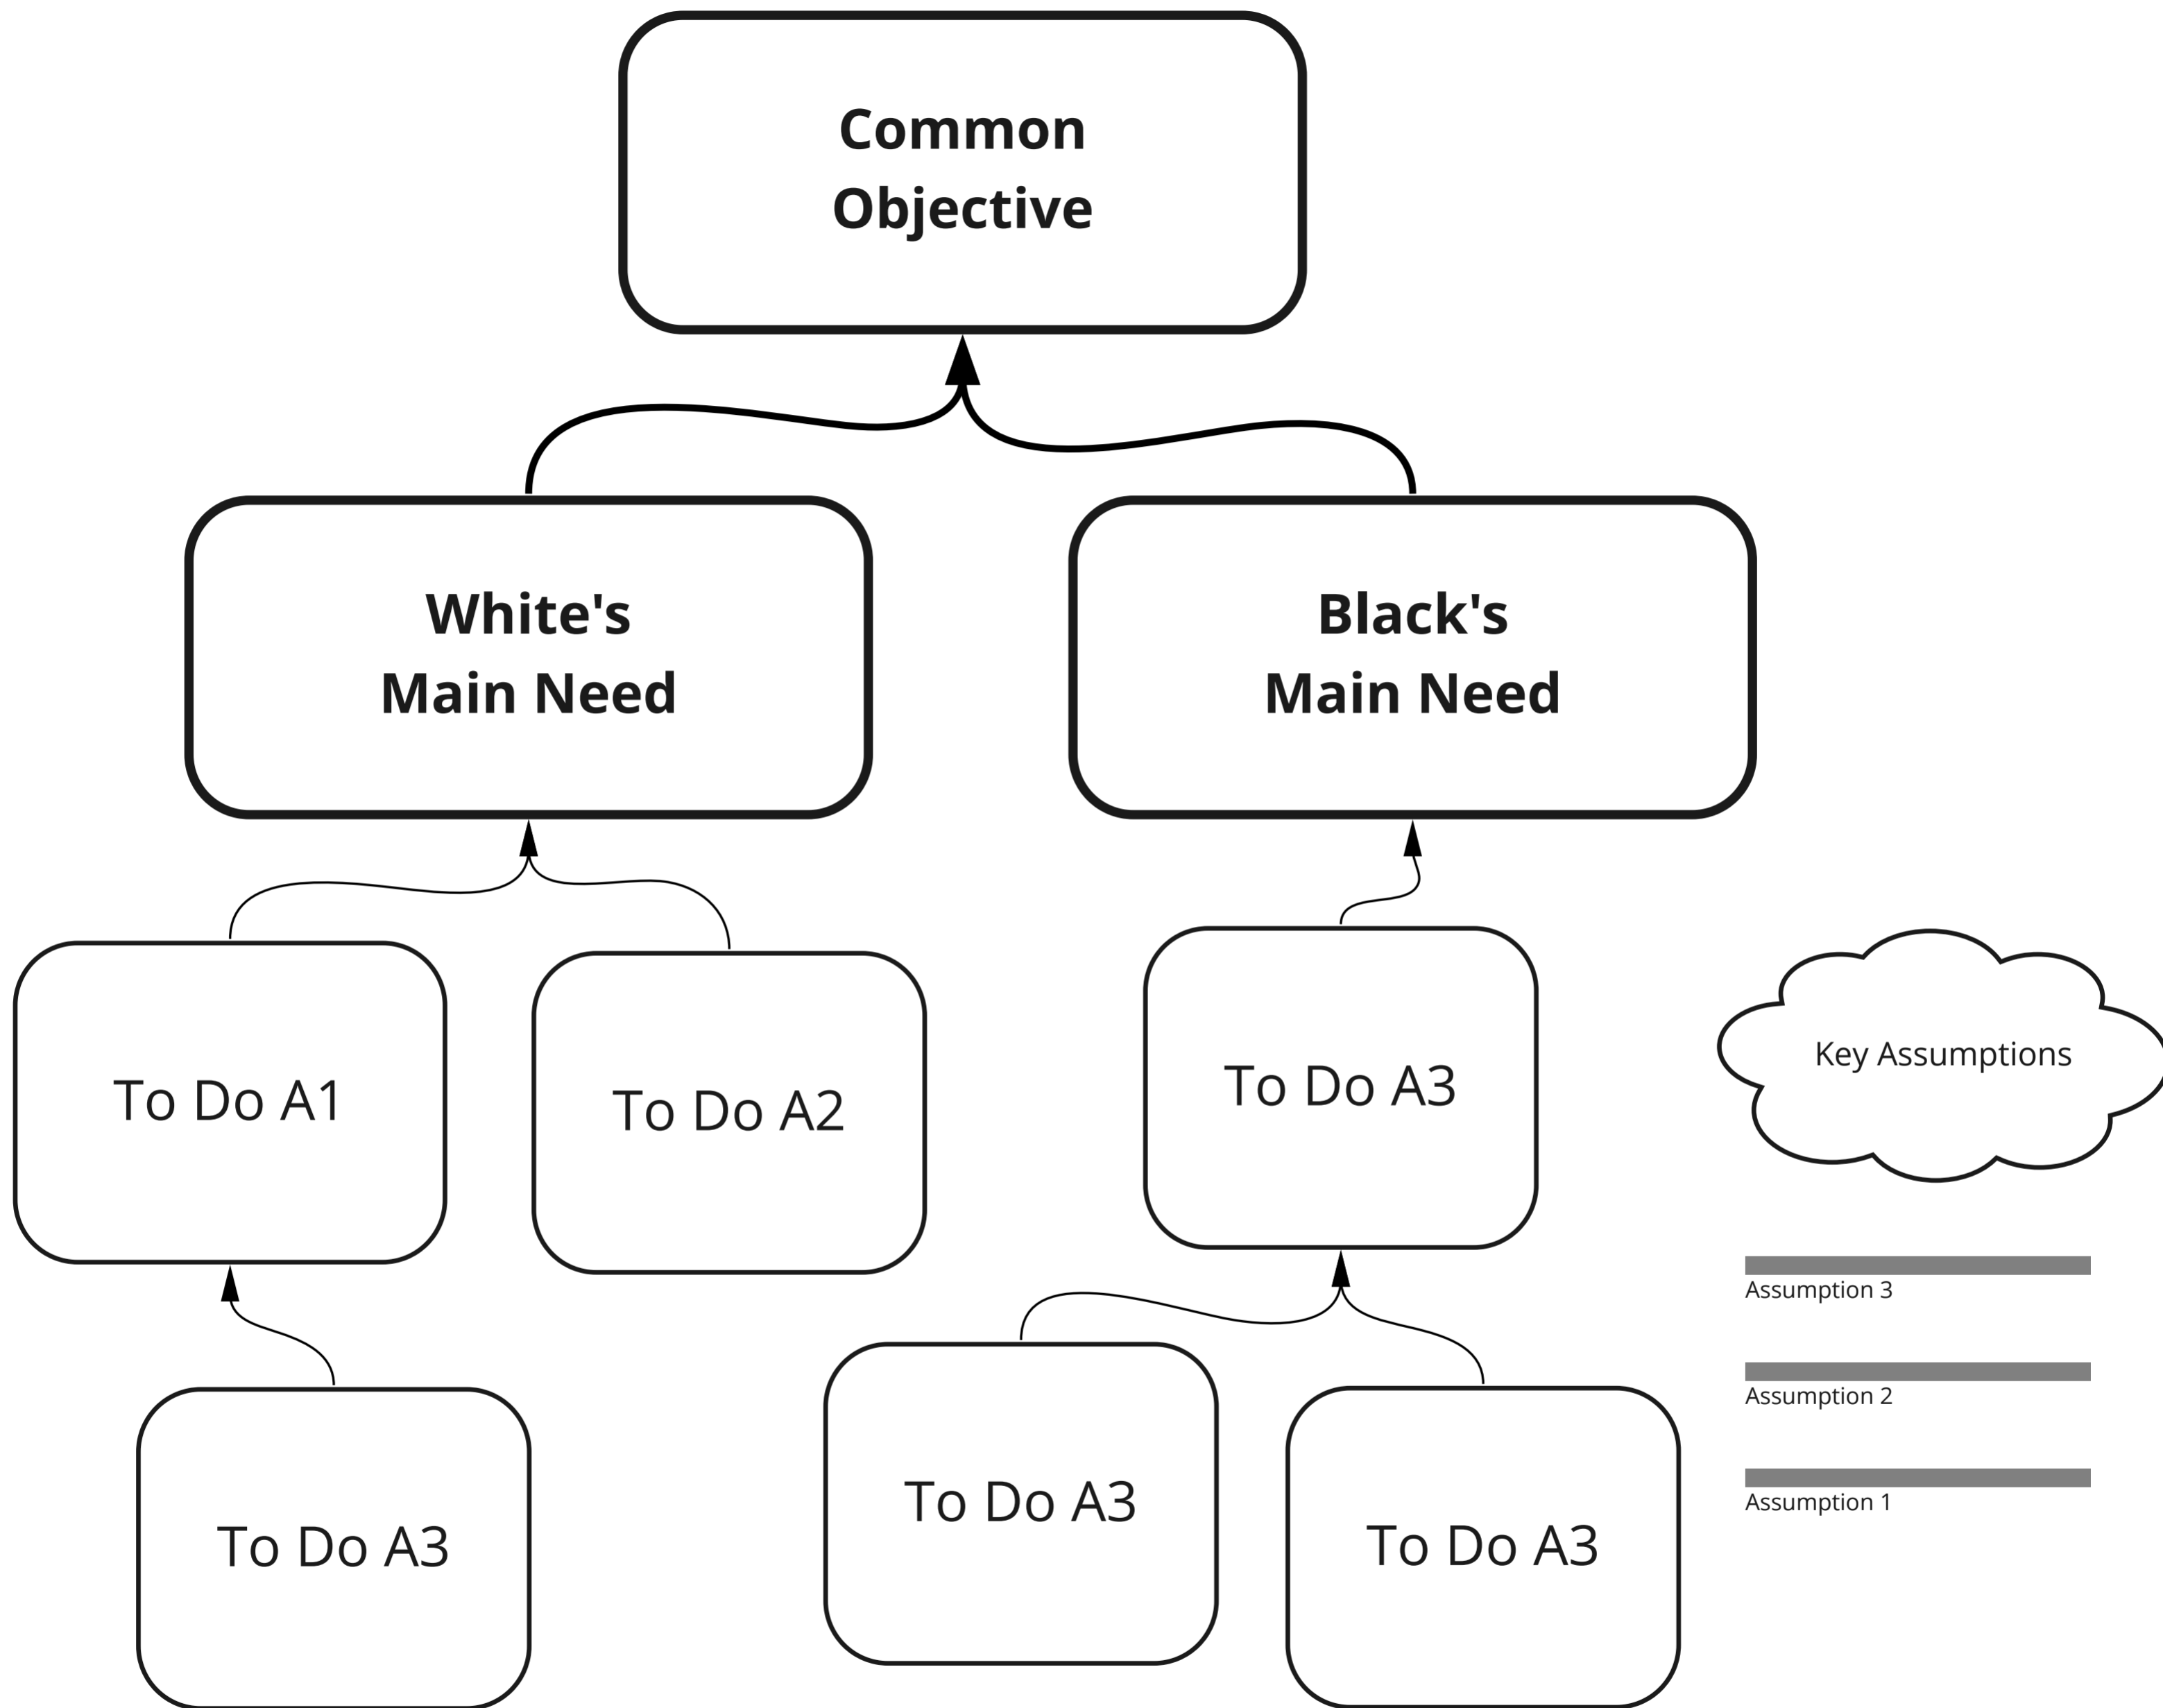 Common
Objective
White's
Main Need
Black's
Main Need
To Do A1
To Do A2
To Do A3
Key Assumptions
Assumption 3
Assumption 2
Assumption 1
To Do A3
To Do A3
To Do A3